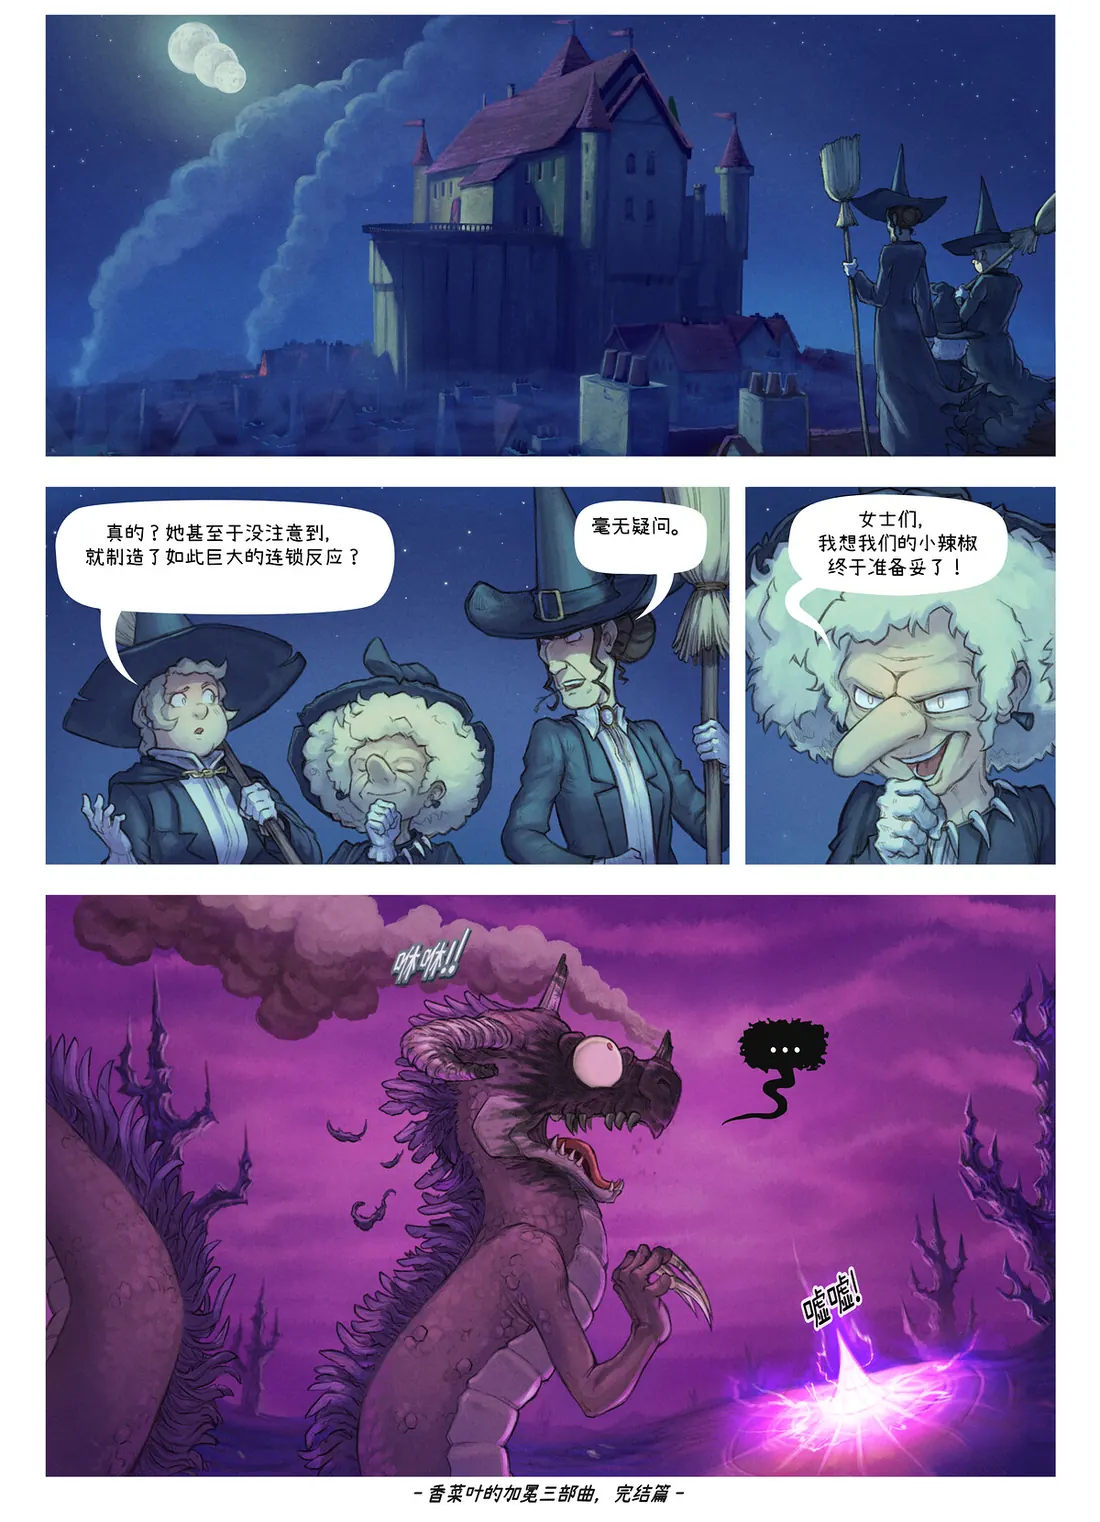 真的？她甚至于没注意到，
就制造了如此巨大的连锁反应？
毫无疑问。
女士们，
我想我们的小辣椒
终于准备妥了！
咻咻!!
...
嘘嘘!
- 香菜叶的加冕三部曲，完结篇 -